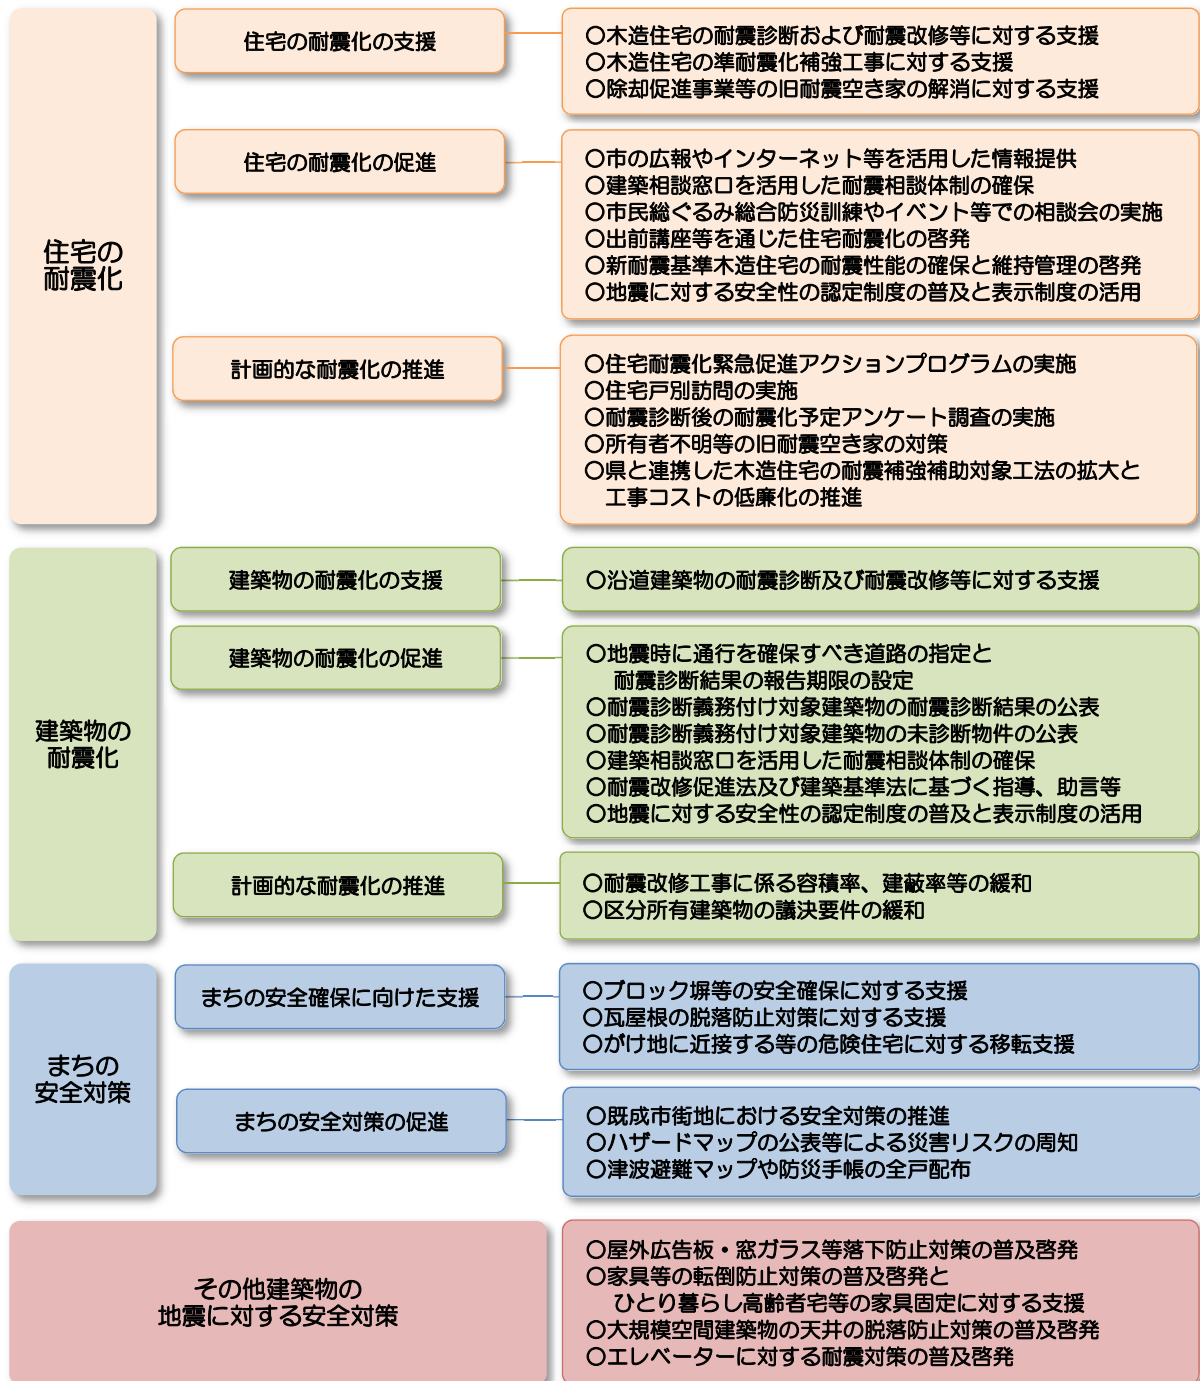 住宅の
耐震化
住宅の耐震化の支援
〇木造住宅の耐震診断および耐震改修等に対する支援
〇木造住宅の準耐震化補強工事に対する支援
〇除却促進事業等の旧耐震空き家の解消に対する支援
住宅の耐震化の促進
〇市の広報やインターネット等を活用した情報提供
〇建築相談窓口を活用した耐震相談体制の確保
〇市民総ぐるみ総合防災訓練やイベント等での相談会の実施
〇出前講座等を通じた住宅耐震化の啓発
〇新耐震基準木造住宅の耐震性能の確保と維持管理の啓発
〇地震に対する安全性の認定制度の普及と表示制度の活用
計画的な耐震化の推進
〇住宅耐震化緊急促進アクションプログラムの実施
〇住宅戸別訪問の実施
〇耐震診断後の耐震化予定アンケート調査の実施
〇所有者不明等の旧耐震空き家の対策
〇県と連携した木造住宅の耐震補強補助対象工法の拡大と
工事コストの低廉化の推進
建築物の
耐震化
建築物の耐震化の支援
〇沿道建築物の耐震診断及び耐震改修等に対する支援
建築物の耐震化の促進
〇地震時に通行を確保すべき道路の指定と
耐震診断結果の報告期限の設定
〇耐震診断義務付け対象建築物の耐震診断結果の公表
〇耐震診断義務付け対象建築物の未診断物件の公表
〇建築相談窓口を活用した耐震相談体制の確保
〇耐震改修促進法及び建築基準法に基づく指導、助言等
〇地震に対する安全性の認定制度の普及と表示制度の活用
計画的な耐震化の推進
〇耐震改修工事に係る容積率、建蔽率等の緩和
〇区分所有建築物の議決要件の緩和
まちの
安全対策
まちの安全確保に向けた支援
〇ブロック塀等の安全確保に対する支援
〇瓦屋根の脱落防止対策に対する支援
〇がけ地に近接する等の危険住宅に対する移転支援
まちの安全対策の促進
〇既成市街地における安全対策の推進
〇ハザードマップの公表等による災害リスクの周知
〇津波避難マップや防災手帳の全戸配布
その他建築物の
地震に対する安全対策
〇屋外広告板・窓ガラス等落下防止対策の普及啓発
〇家具等の転倒防止対策の普及啓発と
ひとり暮らし高齢者宅等の家具固定に対する支援
〇大規模空間建築物の天井の脱落防止対策の普及啓発
〇エレベーターに対する耐震対策の普及啓発